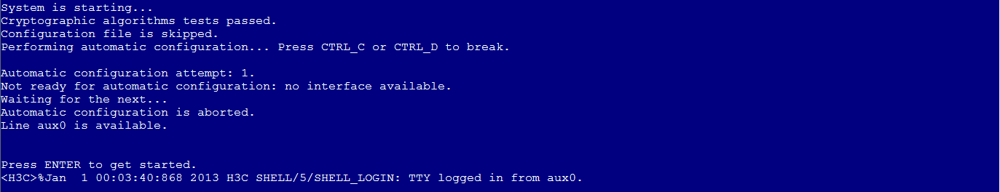 System is starting...
Cryptographic algorithms tests passed.
Configuration file is skipped.
Performing automatic configuration... Press CTRL_C or CTRL_D to break.
Automatic configuration attempt: 1.
Not ready for automatic configuration: no interface available.
Waiting for the next...
Automatic configuration is aborted.
Line aux0 is available.
Press ENTER to get started.
<H3C>%Jan  1 00:03:40:868 2013 H3C SHELL/5/SHELL_LOGIN: TTY logged in from aux0.